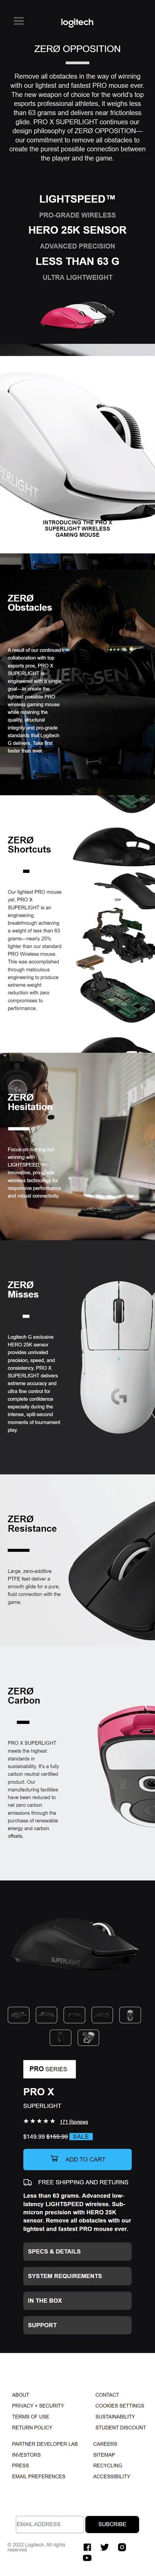 logitech
ZERØ OPPOSITION
Remove all obstacles in the way of winning
with our lightest and fastest PRO mouse ever.
The new weapon of choice for the world's top
esports professional athletes, it weighs less
than 63 grams and delivers near frictionless
glide. PRO X SUPERLIGHT continues our
design philosophy of ZERØ OPPOSITION—
our commitment to remove all obstacles to
create the purest possible connection between
the player and the game.
LIGHTSPEED™
PRO-GRADE WIRELESS
HERO 25K SENSOR
ADVANCED PRECISION
LESS THAN 63 G
ULTRA LIGHTWEIGHT
SUPERLIGHT
INTRODUCING THE PRO X
SUPERLIGHT WIRELESS
GAMING MOUSE
ZERØ
Obstacles
A result of our continued
collaboration with top
esports pros, PRO X
SUPERLIGHT is
engineered with a single
goal—to create the
lightest possible PRO
wireless gaming mouse
while retaining the
quality, structural
integrity and pro-grade
standards that Logitech
G delivers. Take first
faster than ever.
ZERØ
Shortcuts
Our lightest PRO mouse
yet, PRO X
SUPERLIGHT is an
engineering
breakthrough achieving
a weight of less than 63
grams—nearly 25%
lighter than our standard
PRO Wireless mouse.
This was accomplished
through meticulous
engineering to produce
extreme weight
reduction with zero
compromises to
performance.
ZERØ
Hesitation
Focus on nothing but
winning with
LIGHTSPEED, our
innovative, pro-grade
wireless technology for
responsive performance
and robust connectivity.
ZERØ
Misses
Logitech G exclusive
HERO 25K sensor
provides unrivaled
precision, speed, and
consistency. PRO X
SUPERLIGHT delivers
extreme accuracy and
ultra fine control for
complete confidence
especially during the
intense, split-second
moments of tournament
play.
ZERØ
Resistance
Large, zero-additive
PTFE feet deliver a
smooth glide for a pure,
fluid connection with the
game.
ZERØ
Carbon
PRO X SUPERLIGHT
meets the highest
standards in
sustainability. It's a fully
carbon neutral certified
product. Our
manufacturing facilities
have been reduced to
net zero carbon
emissions through the
purchase of renewable
energy and carbon
offsets.
SUPERLIGHT
PRO SERIES
PRO X
SUPERLIGHT
★ ★ ★ ★ ★ 171 Reviews
$149.99 $159.99 SALE
ADD TO CART
FREE SHIPPING AND RETURNS
Less than 63 grams. Advanced low-
latency LIGHTSPEED wireless. Sub-
micron precision with HERO 25K
sensor. Remove all obstacles with our
lightest and fastest PRO mouse ever.
SPECS & DETAILS
SYSTEM REQUIREMENTS
IN THE BOX
SUPPORT
ABOUT
PRIVACY + SECURITY
TERMS OF USE
RETURN POLICY
CONTACT
COOKIES SETTINGS
SUSTAINABILITY
STUDENT DISCOUNT
PARTNER DEVELOPER LAB
INVESTORS
PRESS
EMAIL PREFERENCES
CAREERS
SITEMAP
RECYCLING
ACCESSIBILITY
EMAIL ADDRESS
SUBCRIBE
© 2022 Logitech. All rights
reserved